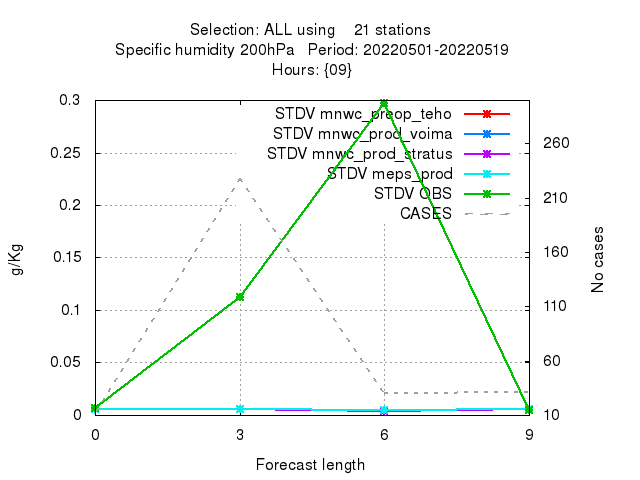 Selection: ALL using 21 stations
Specific humidity 200hPa Period: 20220501-20220519
Hours: {09}
STDV mnwc_preop_teho
STDV mnwc_prod_voima
STDV mnwc_prod_stratus
STDV meps_prod
STDV OBS
CASES
0.3
0.25
0.2
0.15
0.1
0.05
0
g/Kg
260
210
160
110
60
10
No cases
0 3 6 9
Forecast length